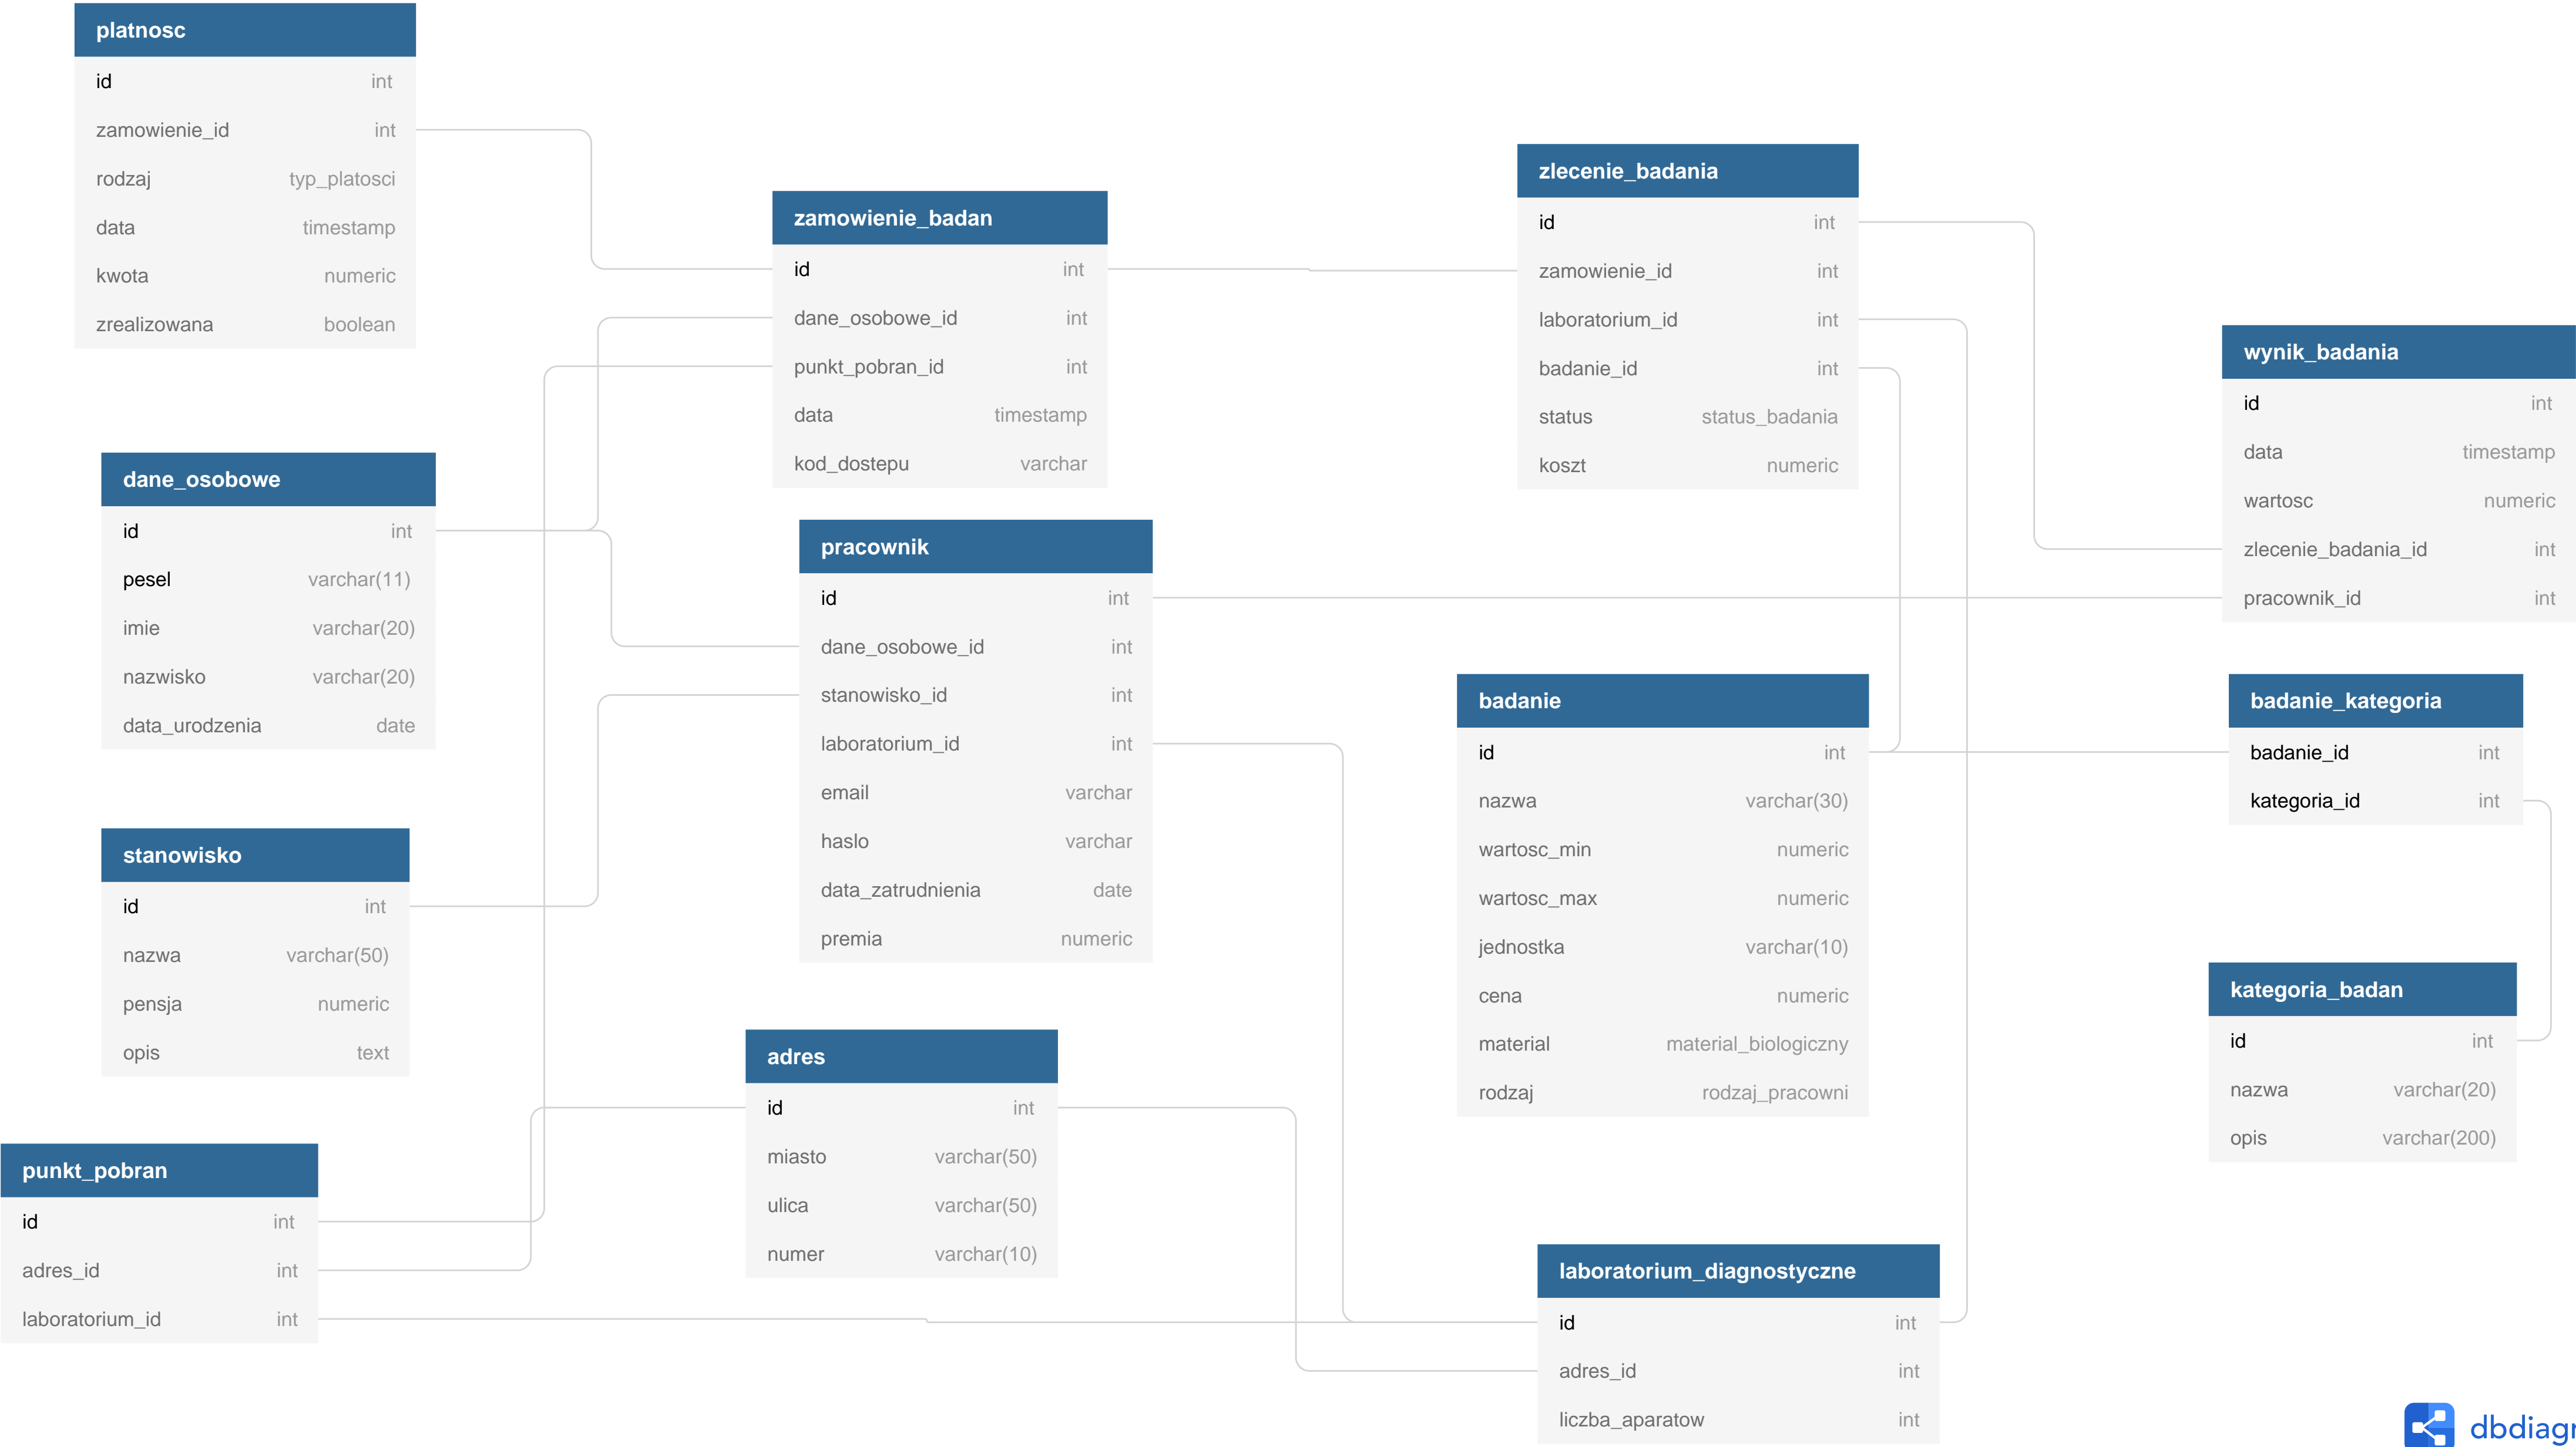 platnosc
id int
zamowienie_id int
rodzaj typ_platosci
data timestamp
kwota numeric
zrealizowana boolean
zamowienie_badan
id int
dane_osobowe_id int
punkt_pobran_id int
data timestamp
kod_dostepu varchar
zlecenie_badania
id int
zamowienie_id int
laboratorium_id int
badanie_id int
status status_badania
koszt numeric
wynik_badania
id int
data timestamp
wartosc numeric
zlecenie_badania_id int
pracownik_id int
dane_osobowe
id int
pesel varchar(11)
imie varchar(20)
nazwisko varchar(20)
data_urodzenia date
pracownik
id int
dane_osobowe_id int
stanowisko_id int
laboratorium_id int
email varchar
haslo varchar
data_zatrudnienia date
premia numeric
badanie
id int
nazwa varchar(30)
wartosc_min numeric
wartosc_max numeric
jednostka varchar(10)
cena numeric
material material_biologiczny
rodzaj rodzaj_pracowni
badanie_kategoria
badanie_id int
kategoria_id int
stanowisko
id int
nazwa varchar(50)
pensja numeric
opis text
kategoria_badan
id int
nazwa varchar(20)
opis varchar(200)
adres
id int
miasto varchar(50)
ulica varchar(50)
numer varchar(10)
punkt_pobran
id int
adres_id int
laboratorium_id int
laboratorium_diagnostyczne
id int
adres_id int
liczba_aparatow int
dbdiagr